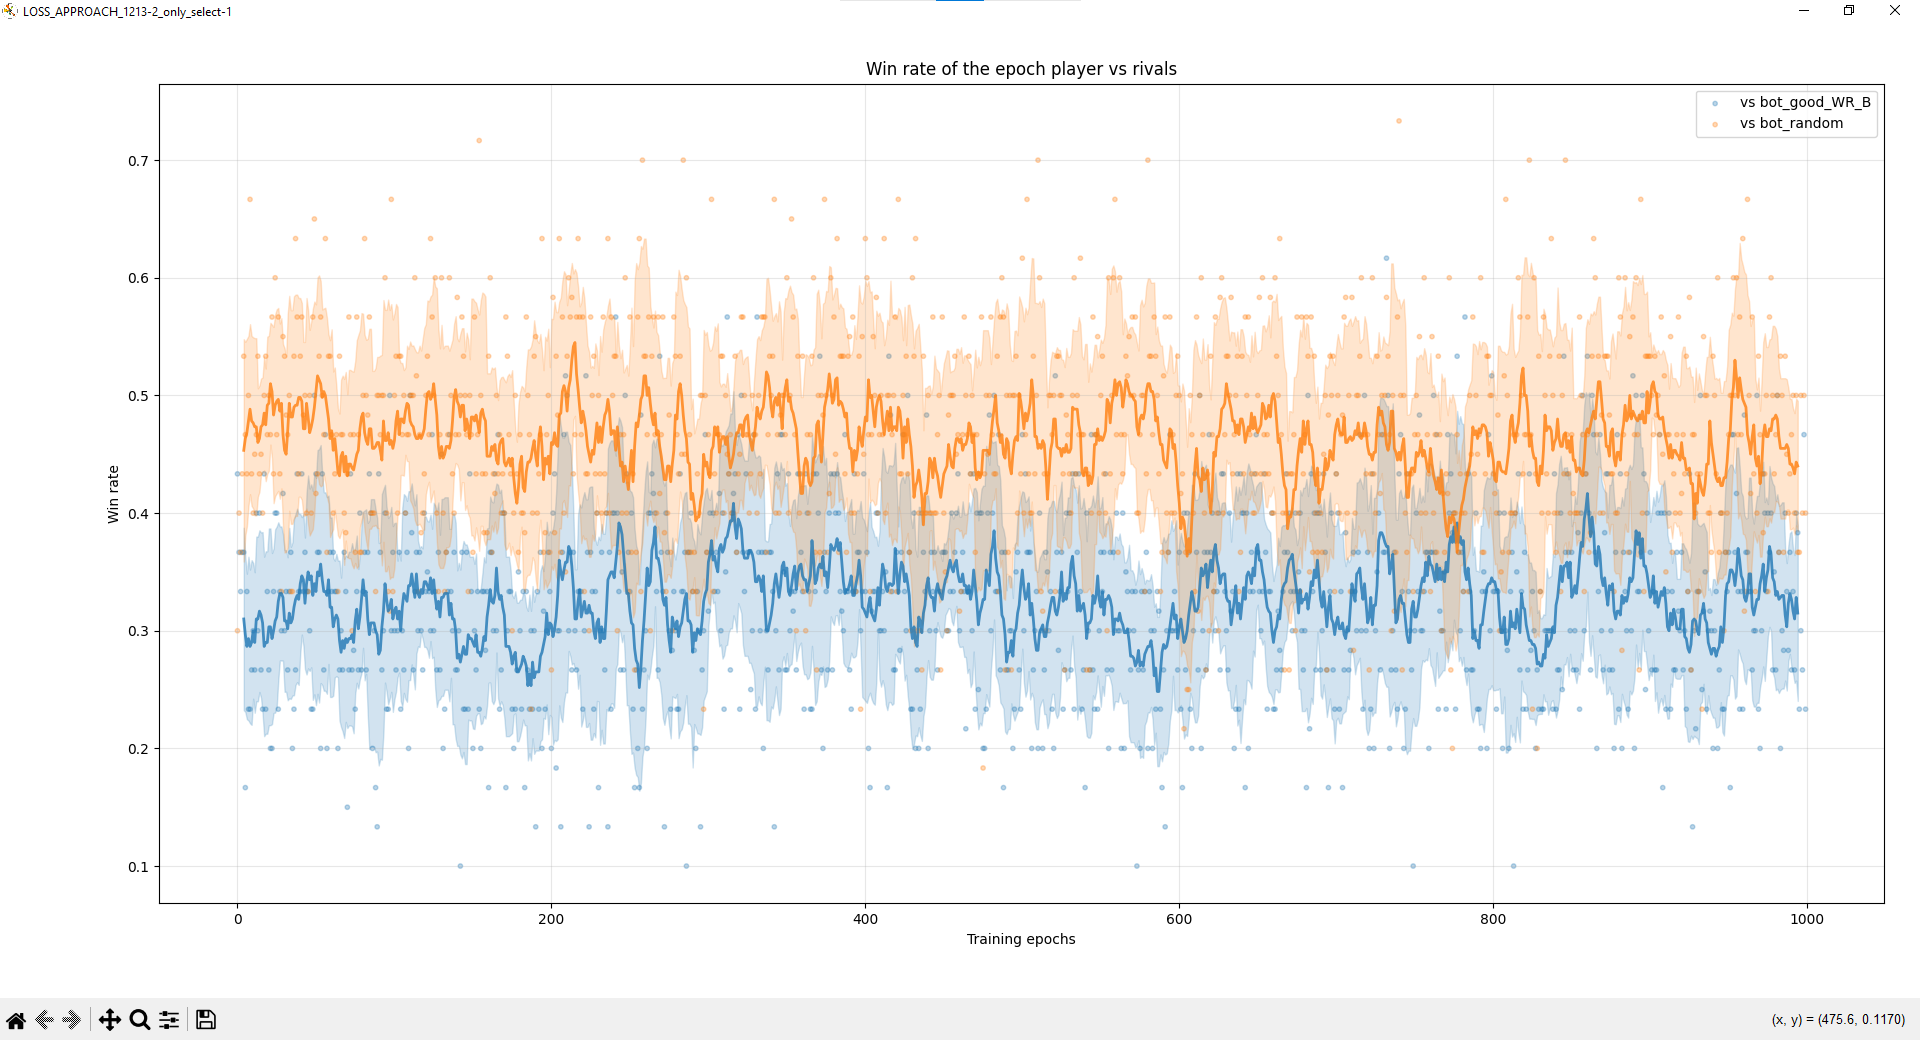 LOSS_APPROACH_1213-2_only_select-1
Win rate of the epoch player vs rivals
vs bot_good_WR_B
vs bot_random
0.7
0.6
0.5
0.4
0.3
0.2
0.1
Win rate
0 200 400 600 800 1000
Training epochs
(x, y) = (475.6, 0.1170)